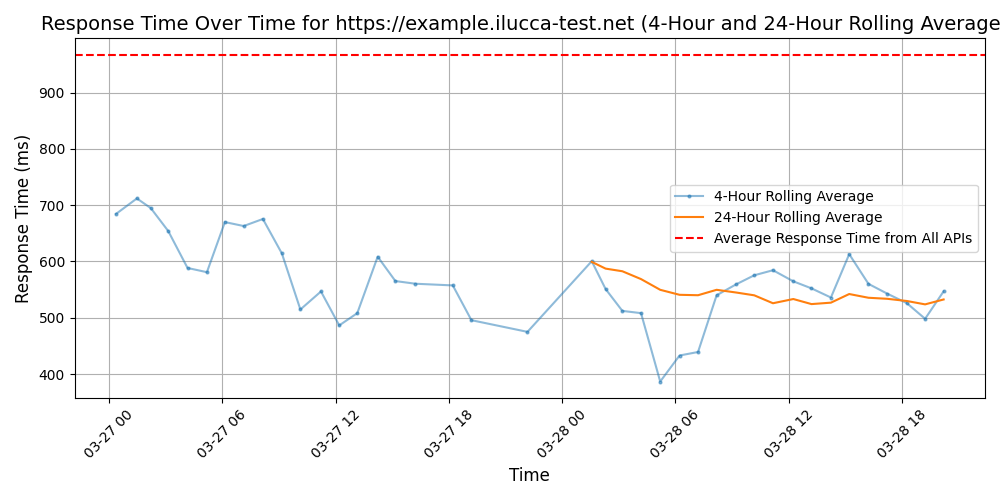 Response Time Over Time for https://example.ilucca-test.net (4-Hour and 24-Hour Rolling Average
Response Time (ms)
900
800
700
600
500
400
4-Hour Rolling Average
24-Hour Rolling Average
Average Response Time from All APIs
03-27 00
03-27 06
03-27 12
03-27 18
03-28 00
03-28 06
03-28 12
03-28 18
Time